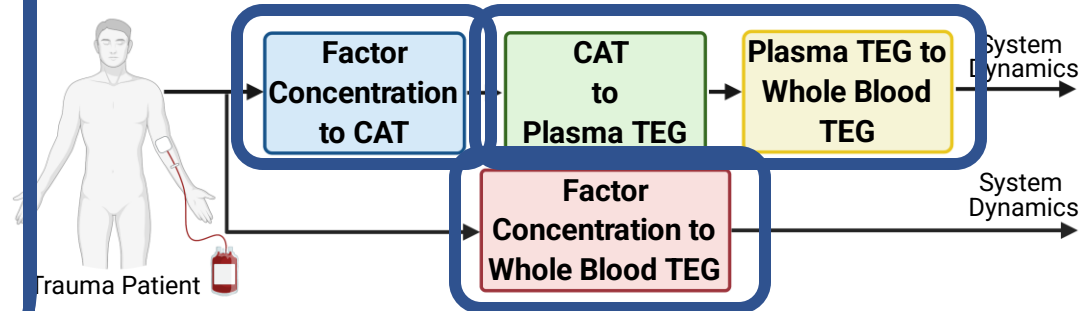 Factor
Concentration
to CAT
CAT
to
Plasma TEG
Plasma TEG to
Whole Blood
TEG
System
Dynamics
Factor
Concentration to
Whole Blood TEG
System
Dynamics
Trauma Patient